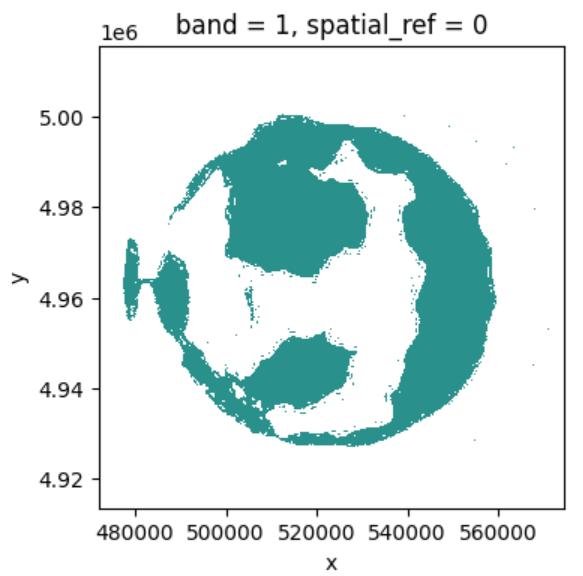 band = 1, spatial_ref = 0
1e6
5.00
4.98
4.96
4.94
4.92
y
480000 500000 520000 540000 560000
x